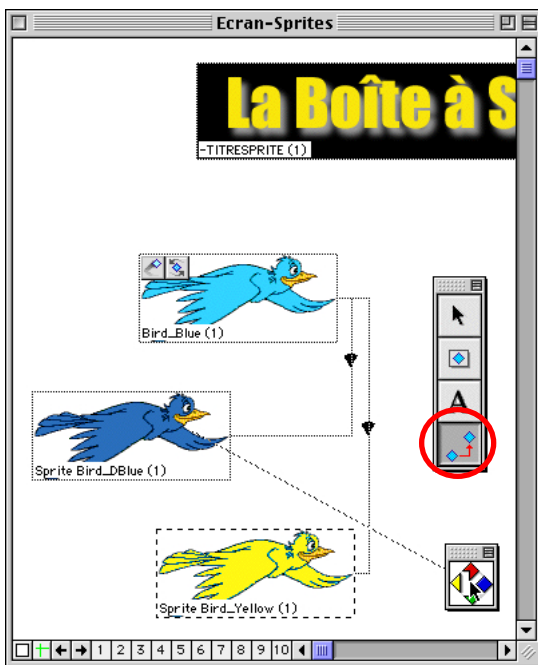 Ecran-Sprites
La Boîte à S
-TITRESPRITE (1)
Bird_Blue (1)
A
Sprite Bird_DBlue (1)
Sprite Bird_Yellow (1)
1 2 3 4 5 6 7 8 9 10